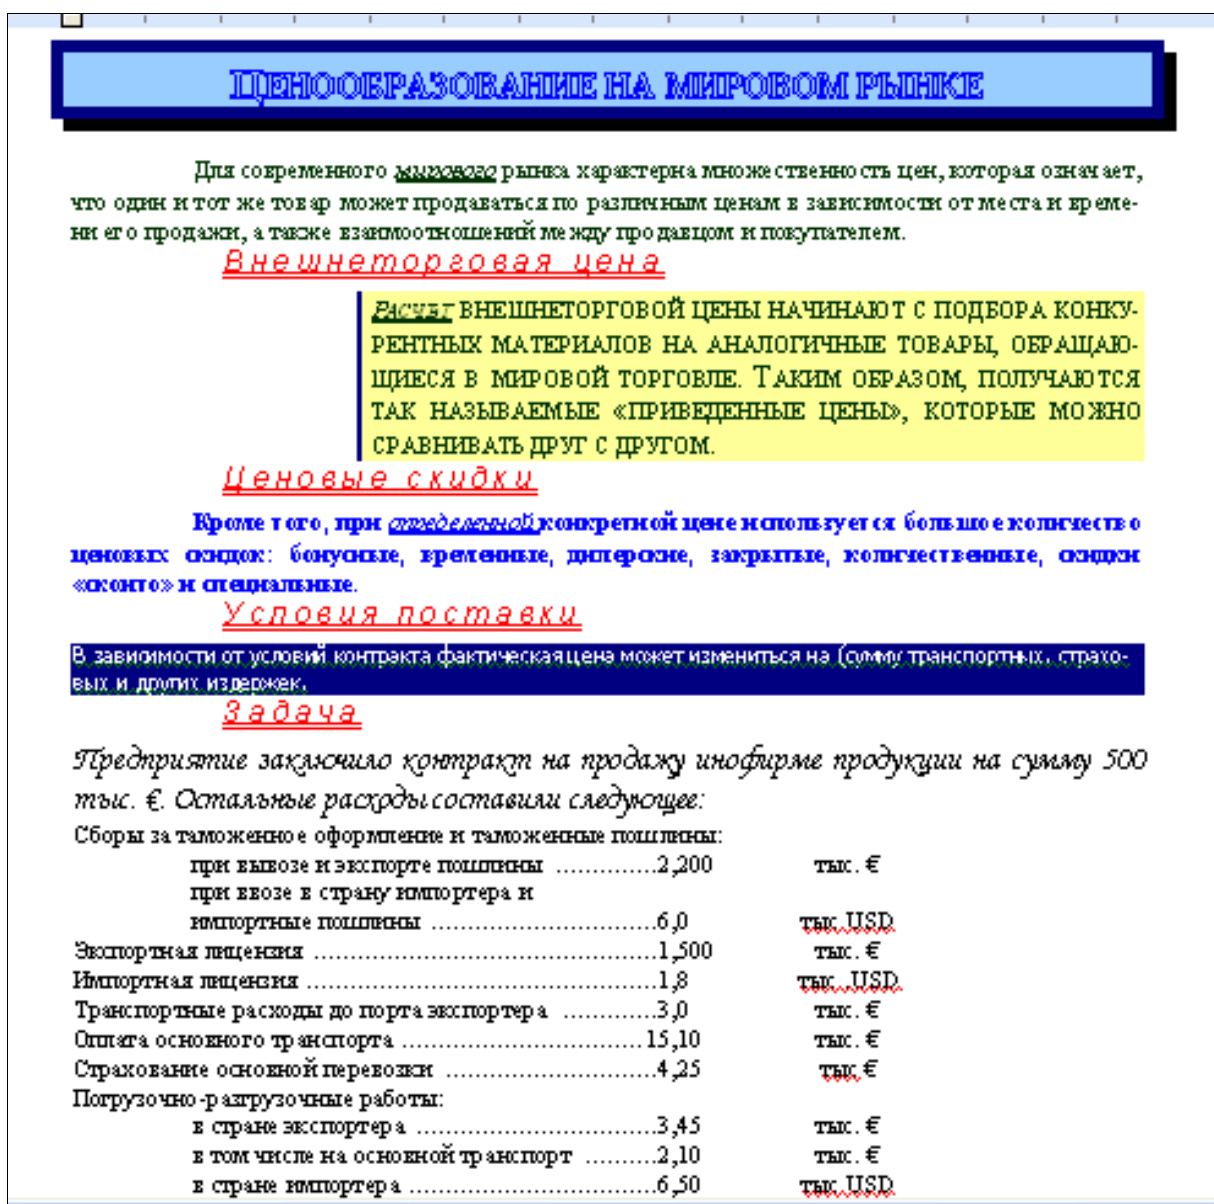 Ценообразование на мировом рынке
Для современного мирового рынка характерна множественность цен, которая означает,
что один и тот же товар может продаваться по различным ценам в зависимости от места и време-
ни его продажи, а также взаимоотношений между продавцом и покупателем.
Внешнеторговая цена
Расчет ВНЕШНЕТОРГОВОЙ ЦЕНЫ НАЧИНАЮТ С ПОДБОРА КОНКУ-
РЕНТНЫХ МАТЕРИАЛОВ НА АНАЛОГИЧНЫЕ ТОВАРЫ, ОБРАЩАЮ-
ЩИЕСЯ В МИРОВОЙ ТОРГОВЛЕ. ТАКИМ ОБРАЗОМ, ПОЛУЧАЮТСЯ
ТАК НАЗЫВАЕМЫЕ «ПРИВЕДЕННЫЕ ЦЕНЫ», КОТОРЫЕ МОЖНО
СРАВНИВАТЬ ДРУГ С ДРУГОМ.
Ценовые скидки
Кроме того, при определенной конкретной цене используется большое количество
ценовых скидок: бонусные, временные, дилерские, закрытые, количественные, скидки
«сконто» и специальные.
Условия поставки
В зависимости от условий контракта фактическая цена может измениться на (сумму транспортных, страхо-
вых и других издержек.
Задача
Предприятие заключило контракт на продажу инофирме продукции на сумму 500
тыс. €. Остальные расходы составили следующее:
Сборы за таможенное оформление и таможенные пошлины:
при вывозе и экспорте пошлины ..............2,200 тыс. €
при ввозе в страну импортера и
импортные пошлины ...............................6,0 тыс.USD
Экспортная лицензия ...............................................1,500 тыс. €
Импортная лицензия ................................................1,8 тыс.,USD
Транспортные расходы до порта экспортера .............3,0 тыс. €
Оплата основного транспорта .................................15,10 тыс. €
Страхование основной перевозки .............................4,25 тыс €
Погрузочно-разгрузочные работы:
в стране экспортера .................................3,45 тыс. €
в том числе на основной транспорт ..........2,10 тыс. €
в стране импортера ..................................6,50 тыс.USD